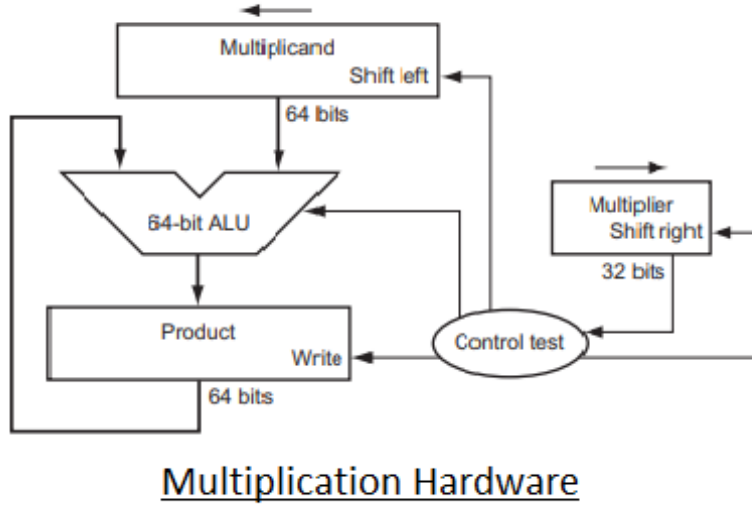 Multiplicand
Shift left
64 bits
64-bit ALU
Multiplier
Shift right
32 bits
Product
Control test
Write
64 bits
Multiplication Hardware